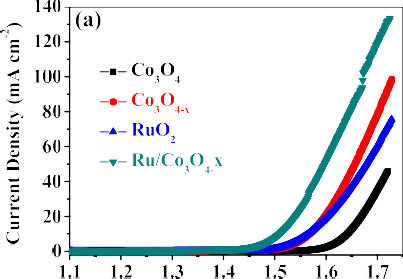 (a)
Current Density (mA cm⁻²)
140
120
100
80
60
40
20
0
Co₃O₄
Co₃O₄₋ₓ
RuO₂
Ru/Co₃O₄₋x
1.1 1.2 1.3 1.4 1.5 1.6 1.7